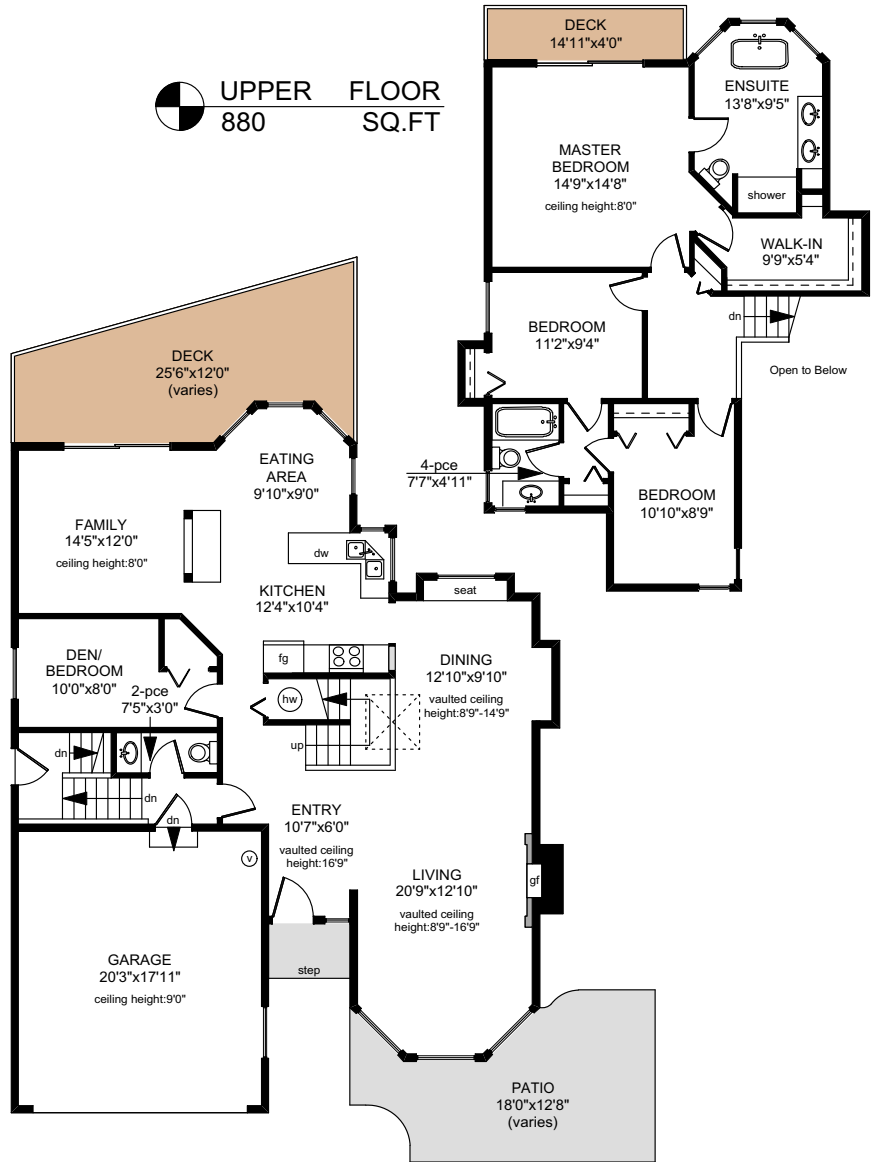 UPPER FLOOR
880 SQ.FT
DECK
14'11"x4'0"
ENSUITE
13'8"x9'5"
MASTER
BEDROOM
14'9"x14'8"
ceiling height:8'0"
shower
WALK-IN
9'9"x5'4"
dn
Open to Below
BEDROOM
11'2"x9'4"
4-pce
7'7"x4'11"
BEDROOM
10'10"x8'9"
DECK
25'6"x12'0"
(varies)
EATING
AREA
9'10"x9'0"
FAMILY
14'5"x12'0"
ceiling height:8'0"
dw
KITCHEN
12'4"x10'4"
seat
fg
DEN/
BEDROOM
10'0"x8'0"
2-pce
7'5"x3'0"
hw
DINING
12'10"x9'10"
vaulted ceiling
height:8'9"-14'9"
up
dn
dn
dn
ENTRY
10'7"x6'0"
vaulted ceiling
height:16'9"
v
LIVING
20'9"x12'10"
vaulted ceiling
height:8'9"-16'9"
gf
GARAGE
20'3"x17'11"
ceiling height:9'0"
step
PATIO
18'0"x12'8"
(varies)